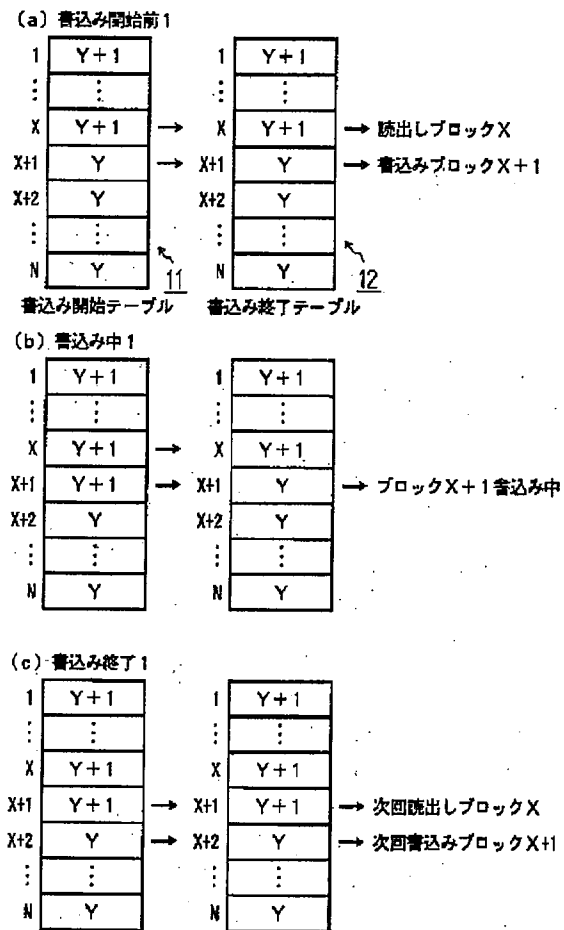 (a) 書込み開始前1
1 Y+1 1 Y+1
⋮ ⋮ ⋮ ⋮
X Y+1 → X Y+1 → 読出しブロックX
X+1 Y → X+1 Y → 書込みブロックX+1
X+2 Y X+2 Y
⋮ ⋮ ⋮ ⋮
N Y 11 N Y 12
書込み開始テーブル 書込み終了テーブル
(b) 書込み中1
1 Y+1 1 Y+1
⋮ ⋮ ⋮ ⋮
X Y+1 → X Y+1
X+1 Y+1 → X+1 Y → ブロックX+1書込み中
X+2 Y X+2 Y
⋮ ⋮ ⋮ ⋮
N Y N Y
(c) 書込み終了1
1 Y+1 1 Y+1
⋮ ⋮ ⋮ ⋮
X Y+1 X Y+1
X+1 Y+1 → X+1 Y+1 → 次回読出しブロックX
X+2 Y → X+2 Y → 次回書込みブロックX+1
⋮ ⋮ ⋮ ⋮
N Y N Y